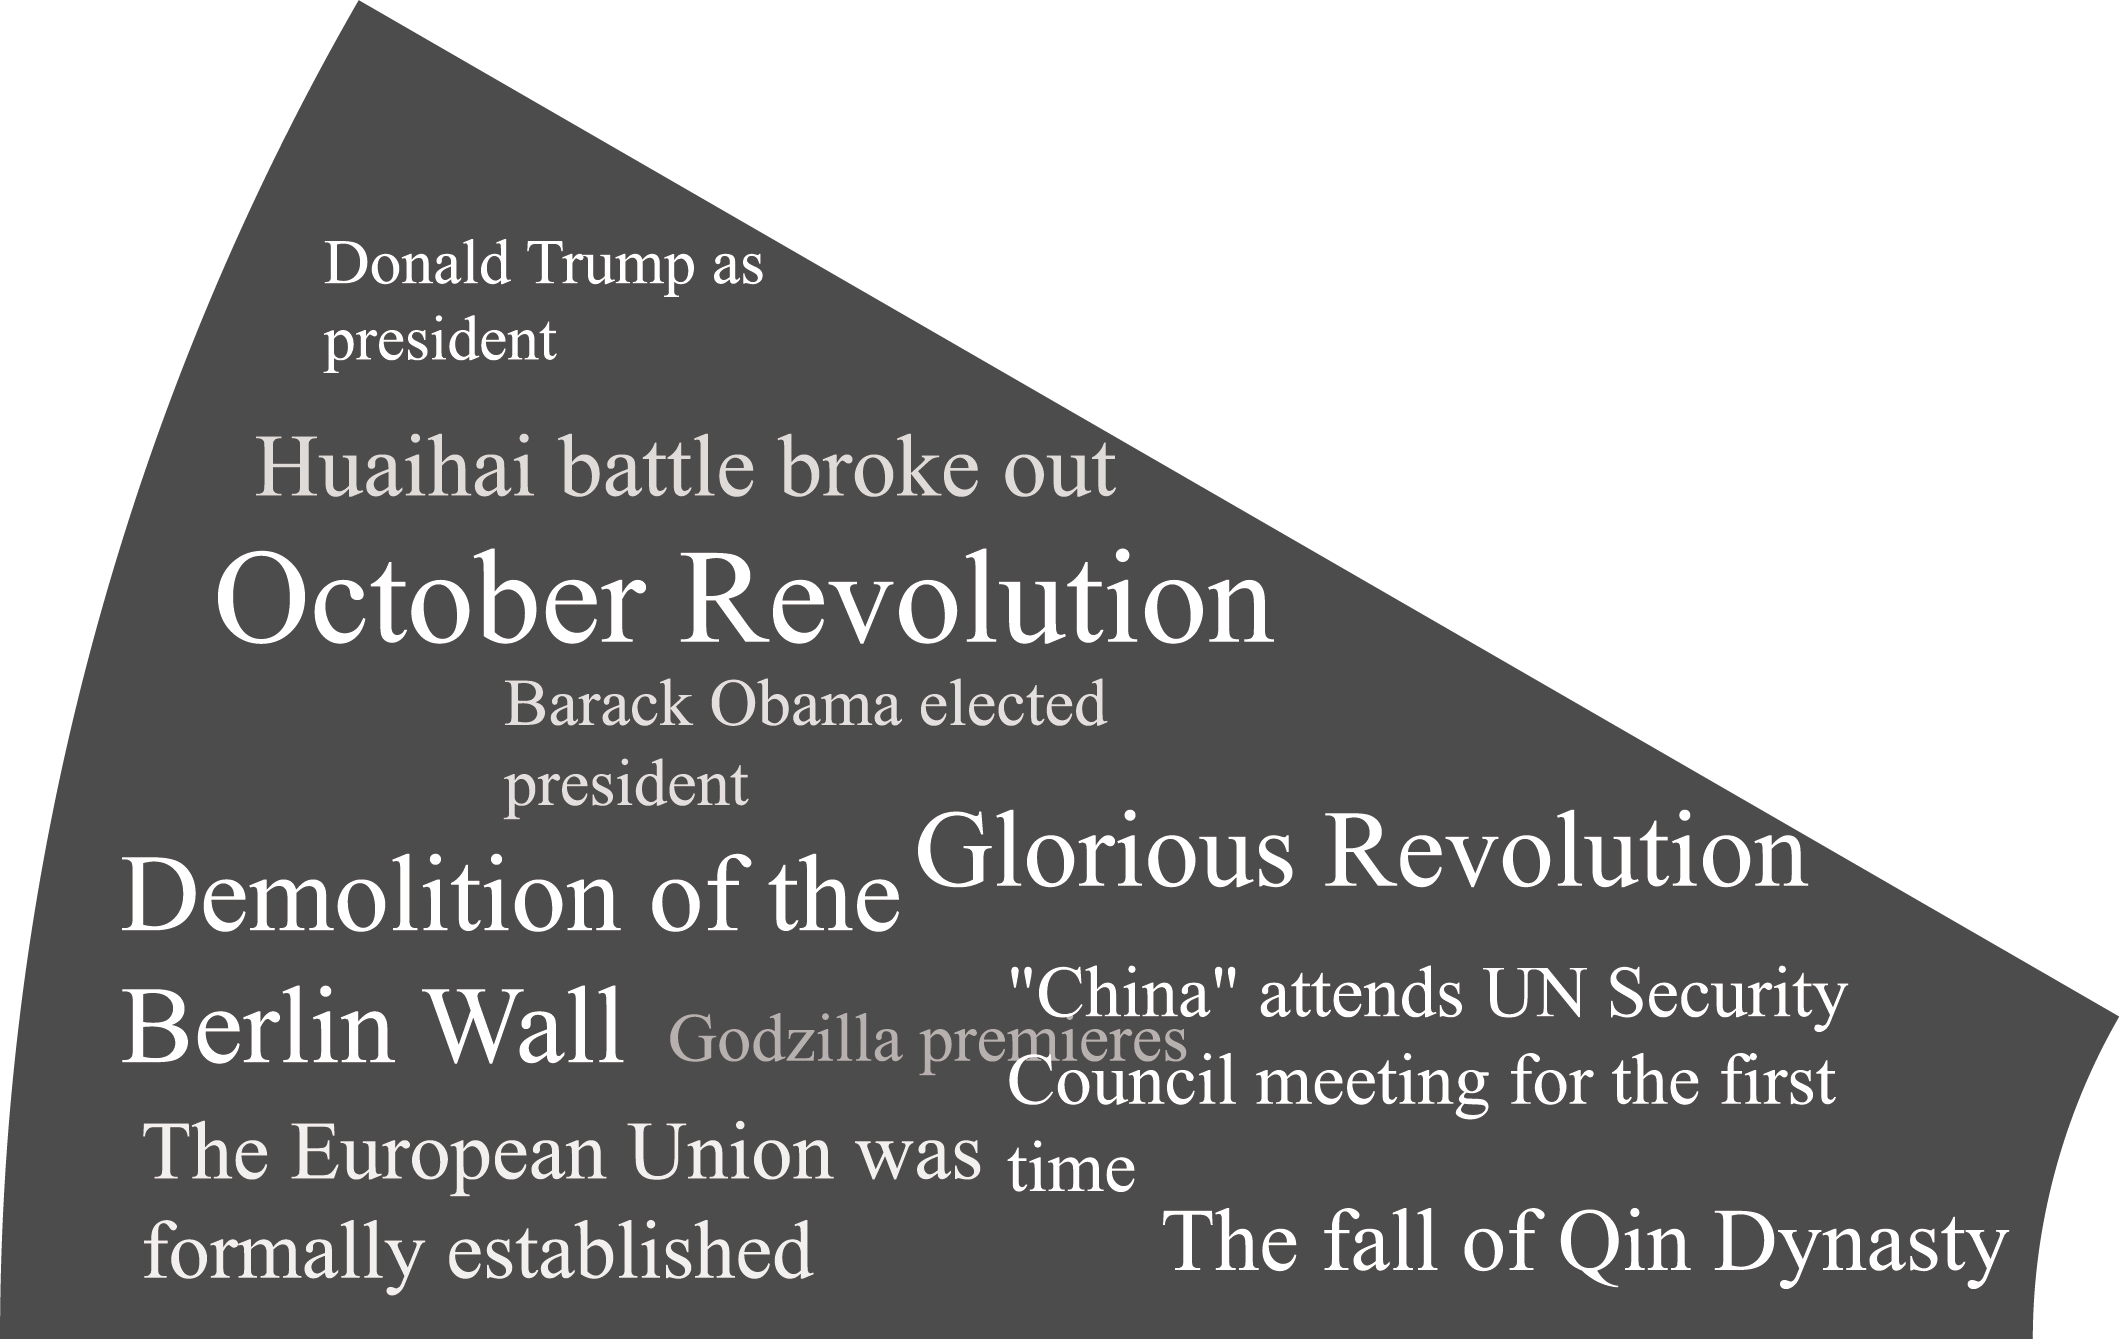 Donald Trump as
president
Huaihai battle broke out
October Revolution
Barack Obama elected
president
Glorious Revolution
Demolition of the
Berlin Wall
"China" attends UN Security
Council meeting for the first
time
Godzilla premieres
The European Union was
formally established
The fall of Qin Dynasty